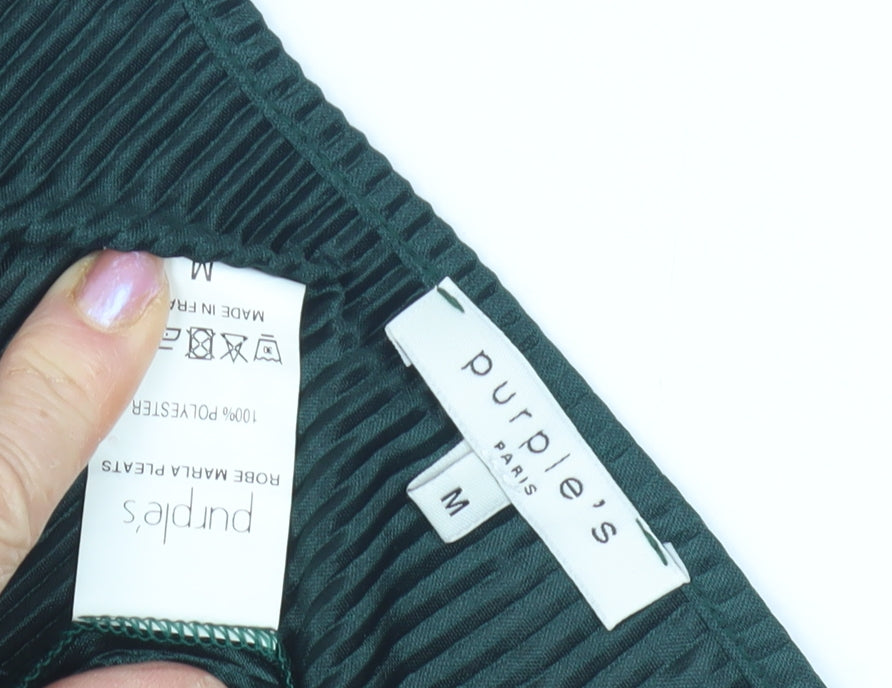 purple's
PARIS
M
purple's
ROBE MARLA PLEATS
100% POLYESTER
MADE IN FRA
M